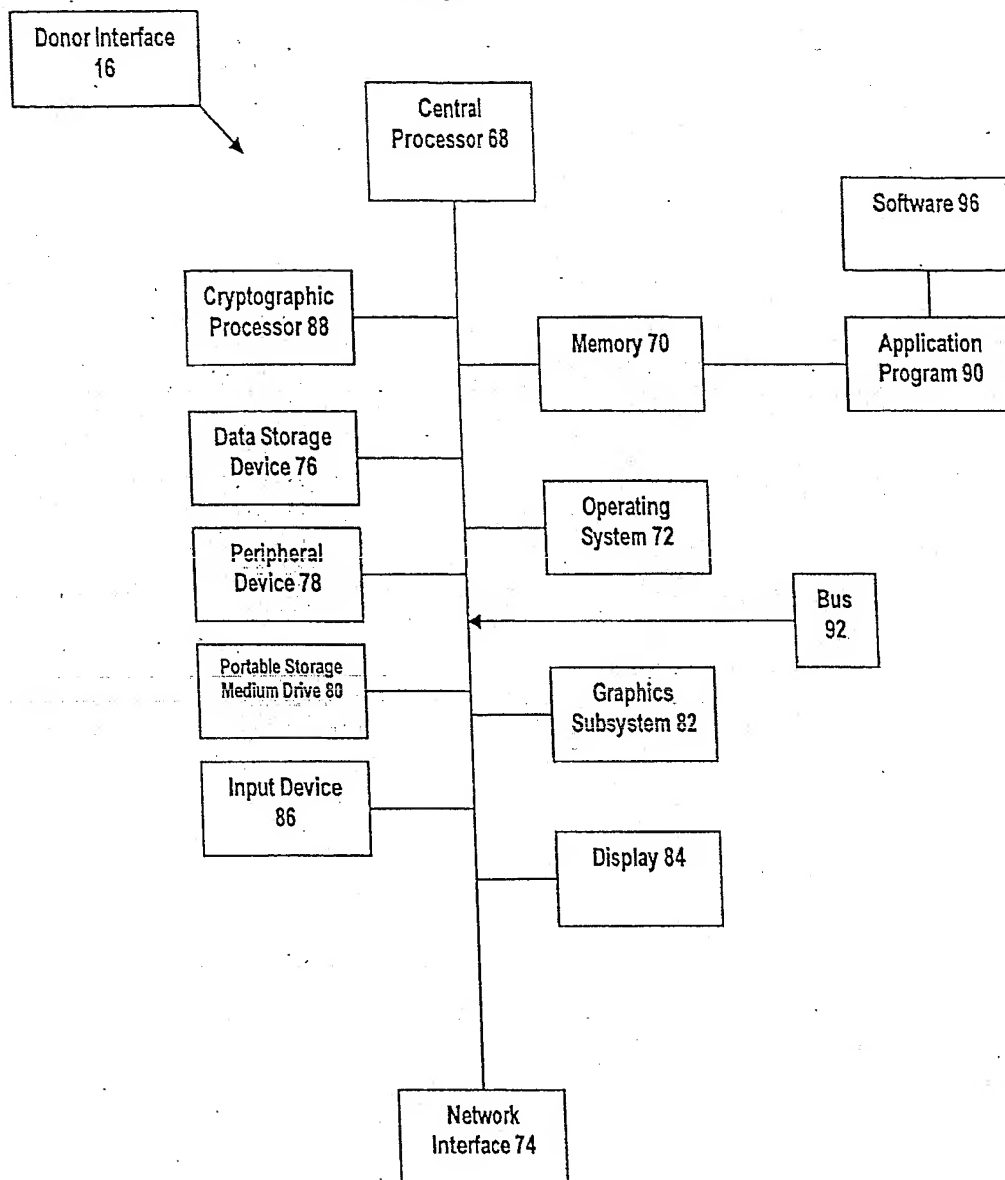 Donor Interface
16
Central
Processor 68
Software 96
Cryptographic
Processor 88
Memory 70
Application
Program 90
Data Storage
Device 76
Operating
System 72
Peripheral
Device 78
Bus
92
Portable Storage
Medium Drive 80
Graphics
Subsystem 82
Input Device
86
Display 84
Network
Interface 74